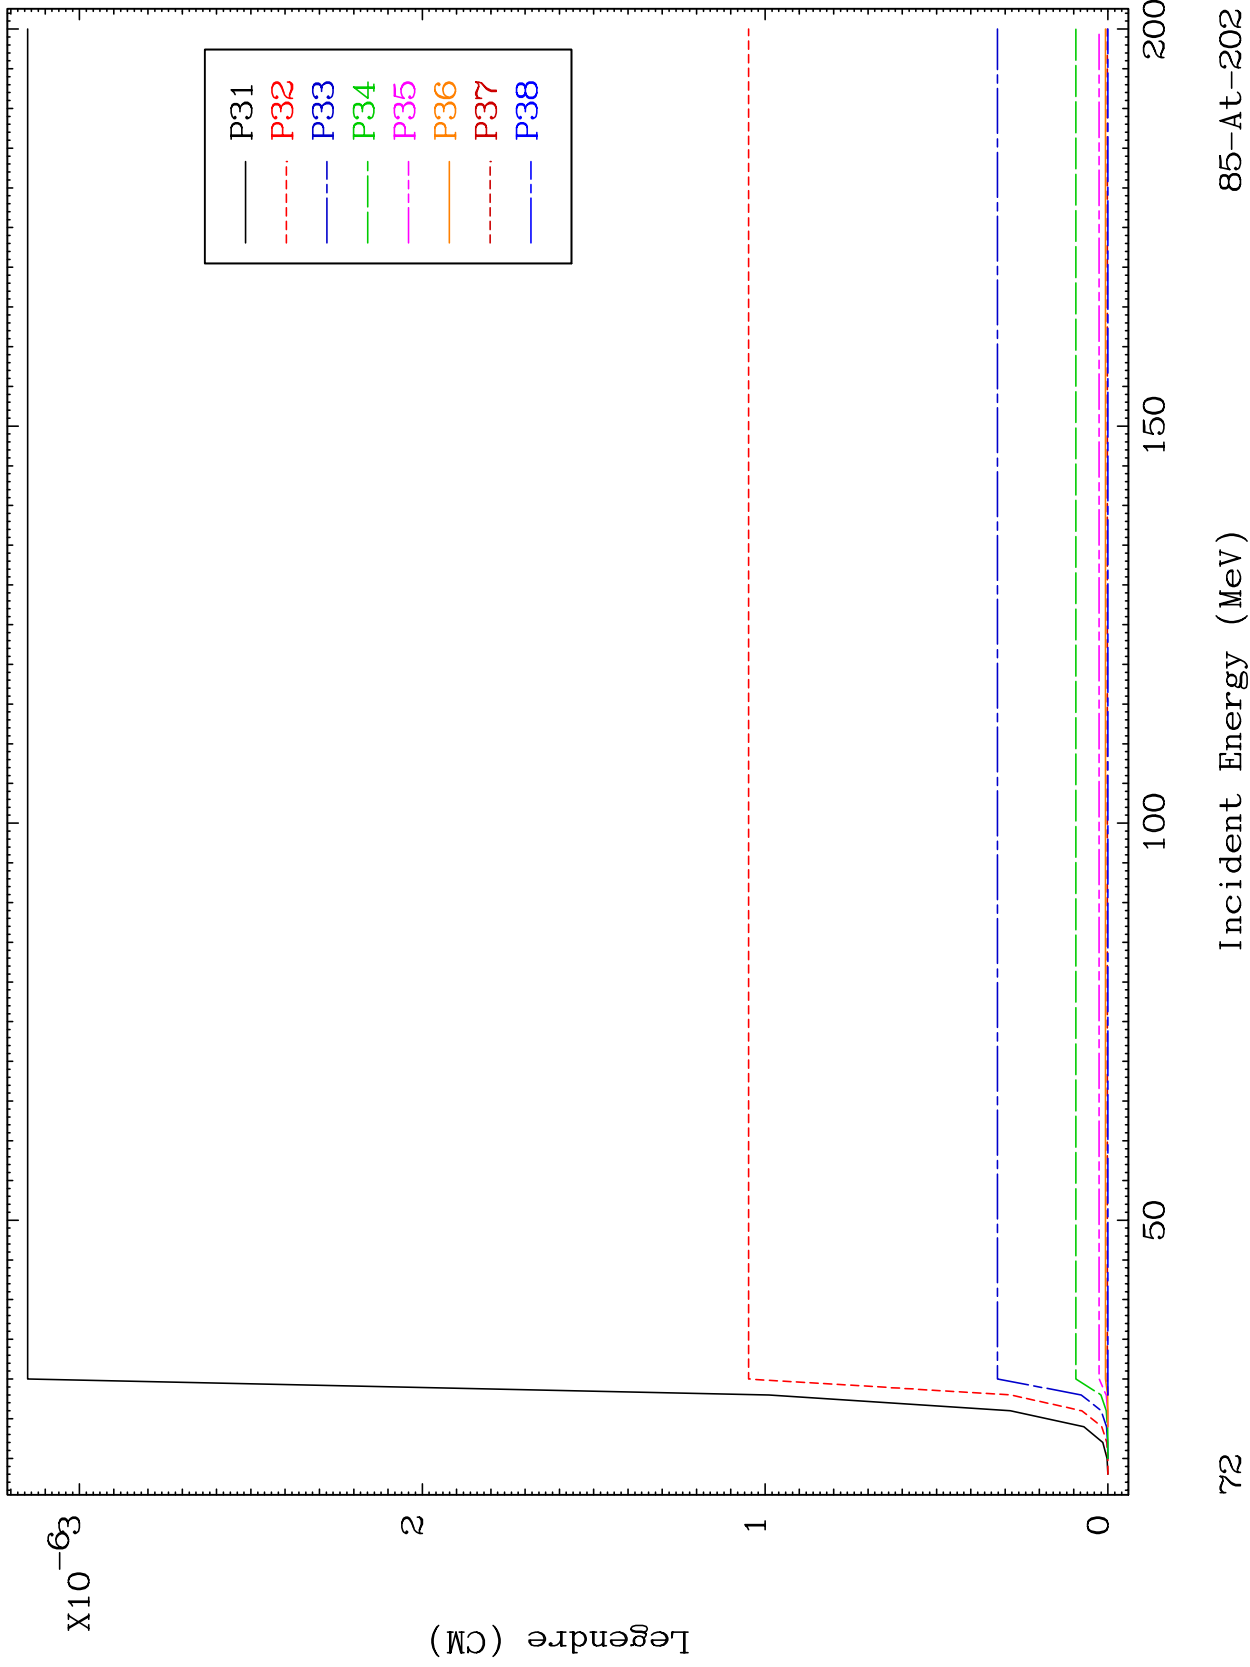 X10-6
3
2
1
0
Legendre (CM)
50
100
150
200
Incident Energy (MeV)
72
85-At-202
P31
P32
P33
P34
P35
P36
P37
P38